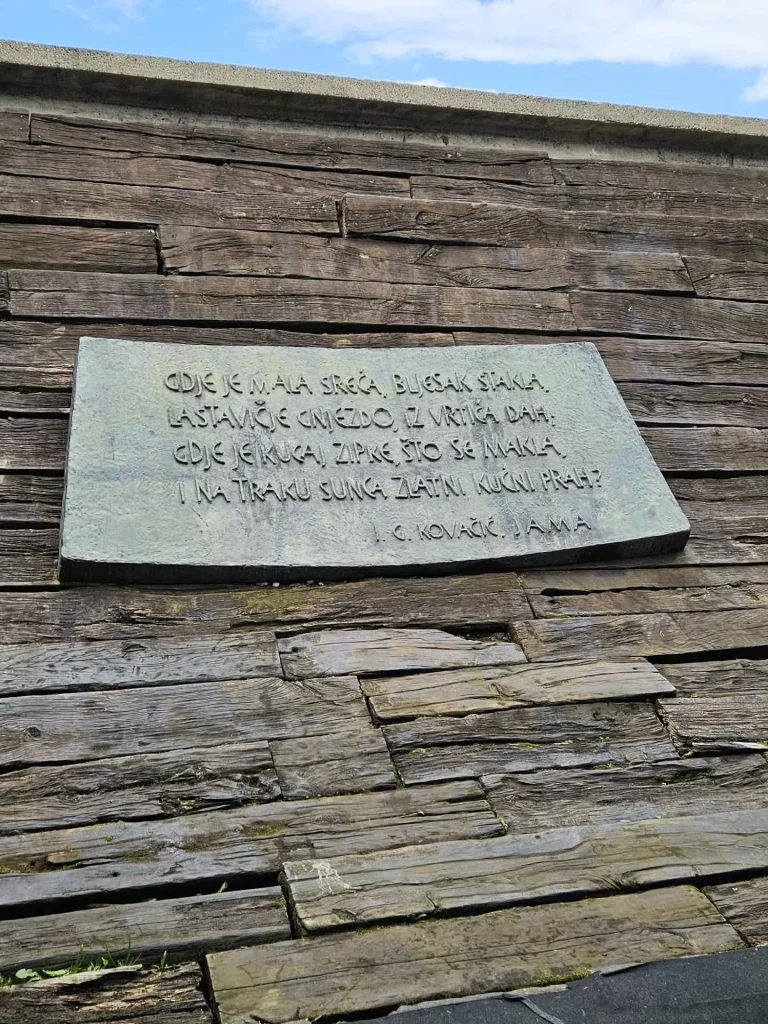 GDJE JE MALA SREĆA, BLJESAK STAKLA,
LASTAVIČJE GNIJEZDO, IZ VRTIĆA DAH;
GDJE JE KUCAJ, ZIPKE, ŠTO SE MAKLA,
I NA TRAKU SUNCA ZLATNI KUĆNI PRAH?
I. G. KOVAČIĆ. JAMA